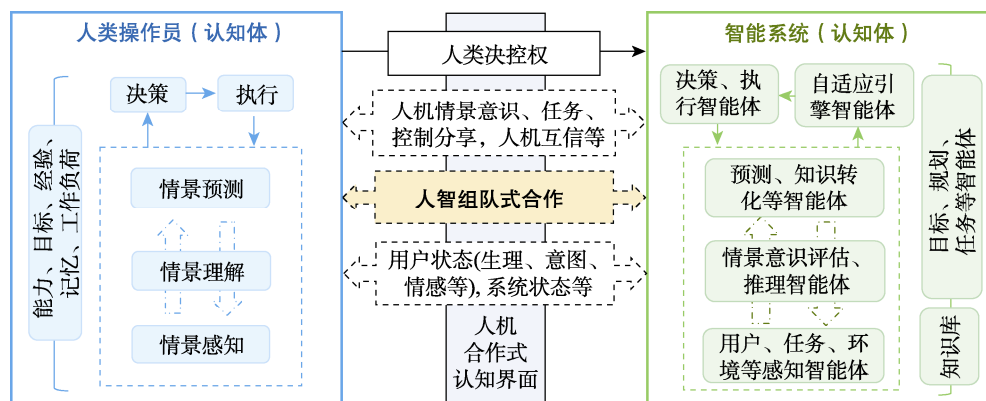 人类操作员（认知体）
决策
执行
能力、目标、经验、
记忆、工作负荷
情景预测
情景理解
情景感知
人类决控权
人机情景意识、任务、
控制分享，人机互信等
人智组队式合作
用户状态(生理、意图、
情感等), 系统状态等
人机
合作式
认知界面
智能系统（认知体）
决策、执
行智能体
自适应引
擎智能体
预测、知识转
化等智能体
情景意识评估、
推理智能体
用户、任务、环
境等感知智能体
目标、规划、
任务等智能体
知识库